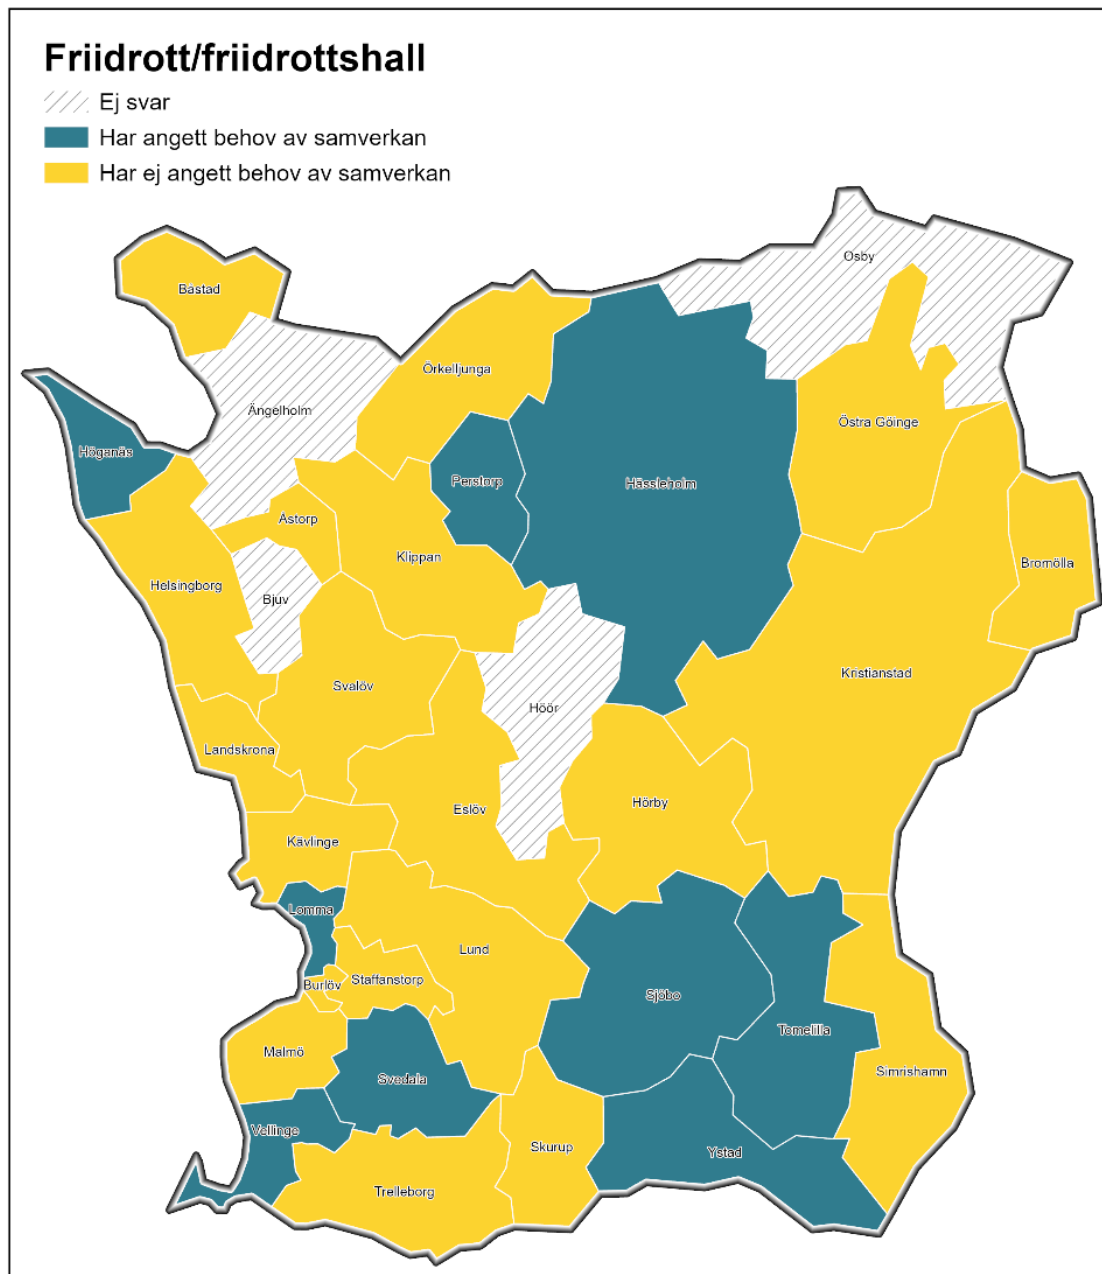 Friidrott/friidrottshall
Ej svar
Har angett behov av samverkan
Har ej angett behov av samverkan
Osby
Båstad
Örkelljunga
Ängelholm
Östra Göinge
Höganäs
Perstorp
Hässleholm
Åstorp
Klippan
Bromölla
Helsingborg
Bjuv
Kristianstad
Svalöv
Höör
Landskrona
Hörby
Eslöv
Kävlinge
Lomma
Lund
Staffanstorp
Burlöv
Sjöbo
Tomelilla
Malmö
Simrishamn
Svedala
Vellinge
Skurup
Ystad
Trelleborg